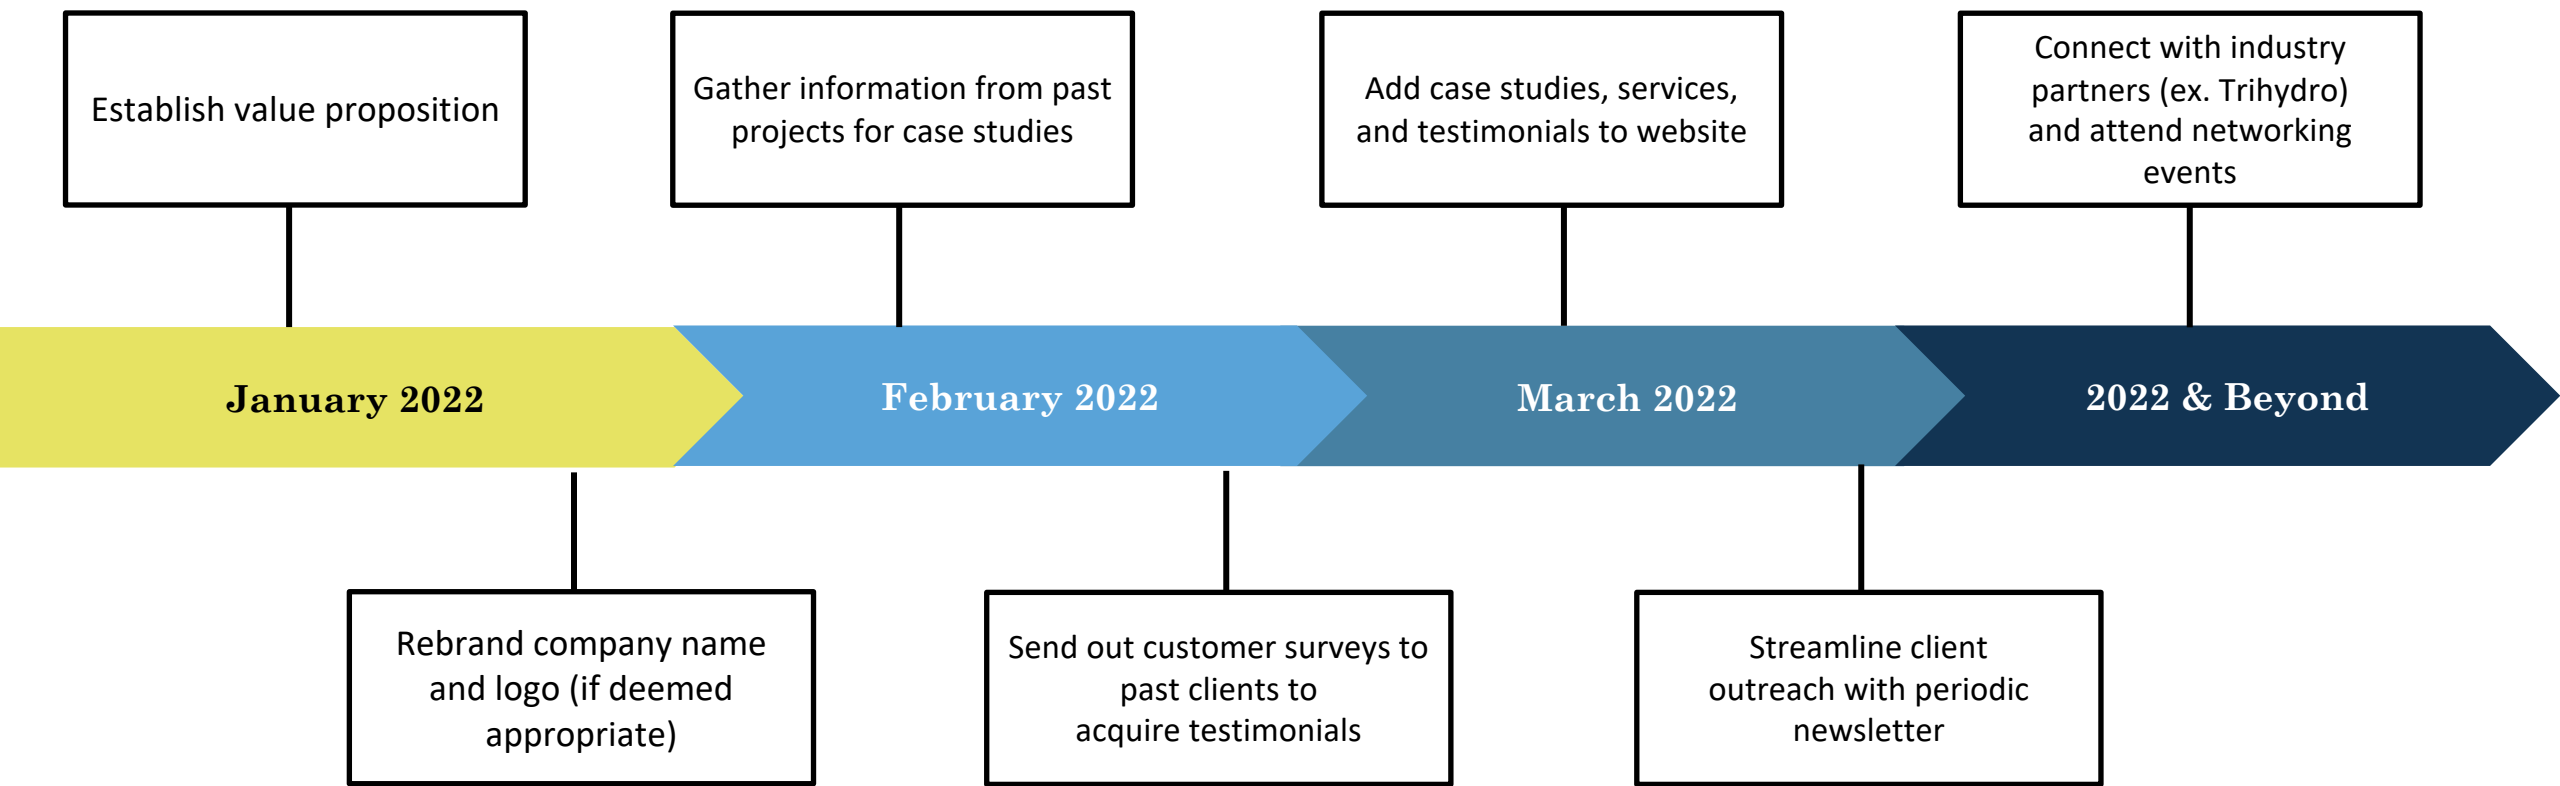 Establish value proposition
Gather information from past
projects for case studies
Add case studies, services,
and testimonials to website
Connect with industry
partners (ex. Trihydro)
and attend networking
events
January 2022
February 2022
March 2022
2022 & Beyond
Rebrand company name
and logo (if deemed
appropriate)
Send out customer surveys to
past clients to
acquire testimonials
Streamline client
outreach with periodic
newsletter